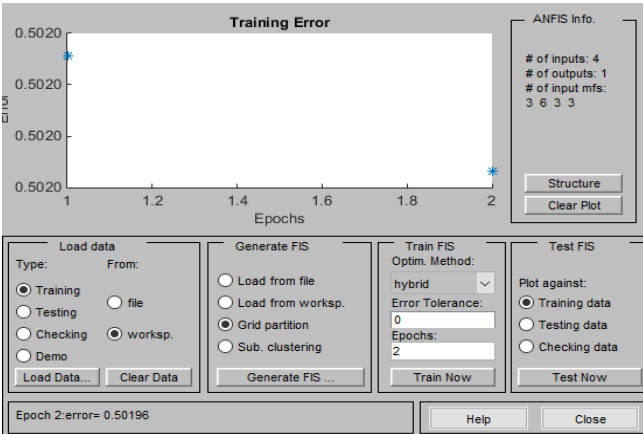 Training Error
0.5020
0.5020
0.5020
0.5020
Error
1 1.2 1.4 1.6 1.8 2
Epochs
ANFIS Info.
# of inputs: 4
# of outputs: 1
# of input mfs:
3 6 3 3
Structure
Clear Plot
Load data
Type: From:
Training
Testing
Checking
Demo
file
worksp.
Load Data... Clear Data
Generate FIS
Load from file
Load from worksp.
Grid partition
Sub. clustering
Generate FIS ...
Train FIS
Optim. Method:
hybrid
Error Tolerance:
0
Epochs:
2
Train Now
Test FIS
Plot against:
Training data
Testing data
Checking data
Test Now
Epoch 2:error= 0.50196
Help Close